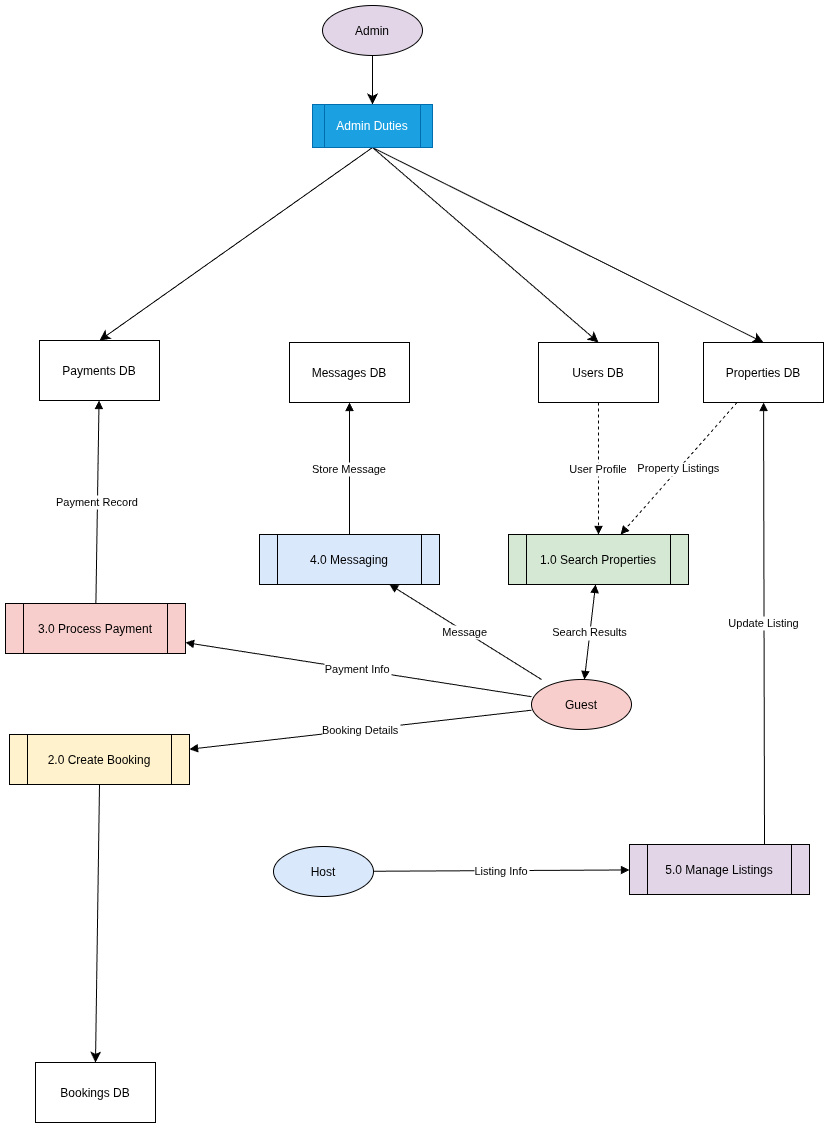 Admin
Admin Duties
Payments DB
Messages DB
Users DB
Properties DB
Store Message
User Profile
Property Listings
Payment Record
4.0 Messaging
1.0 Search Properties
3.0 Process Payment
Message
Search Results
Update Listing
Payment Info
Guest
Booking Details
2.0 Create Booking
Host
Listing Info
5.0 Manage Listings
Bookings DB